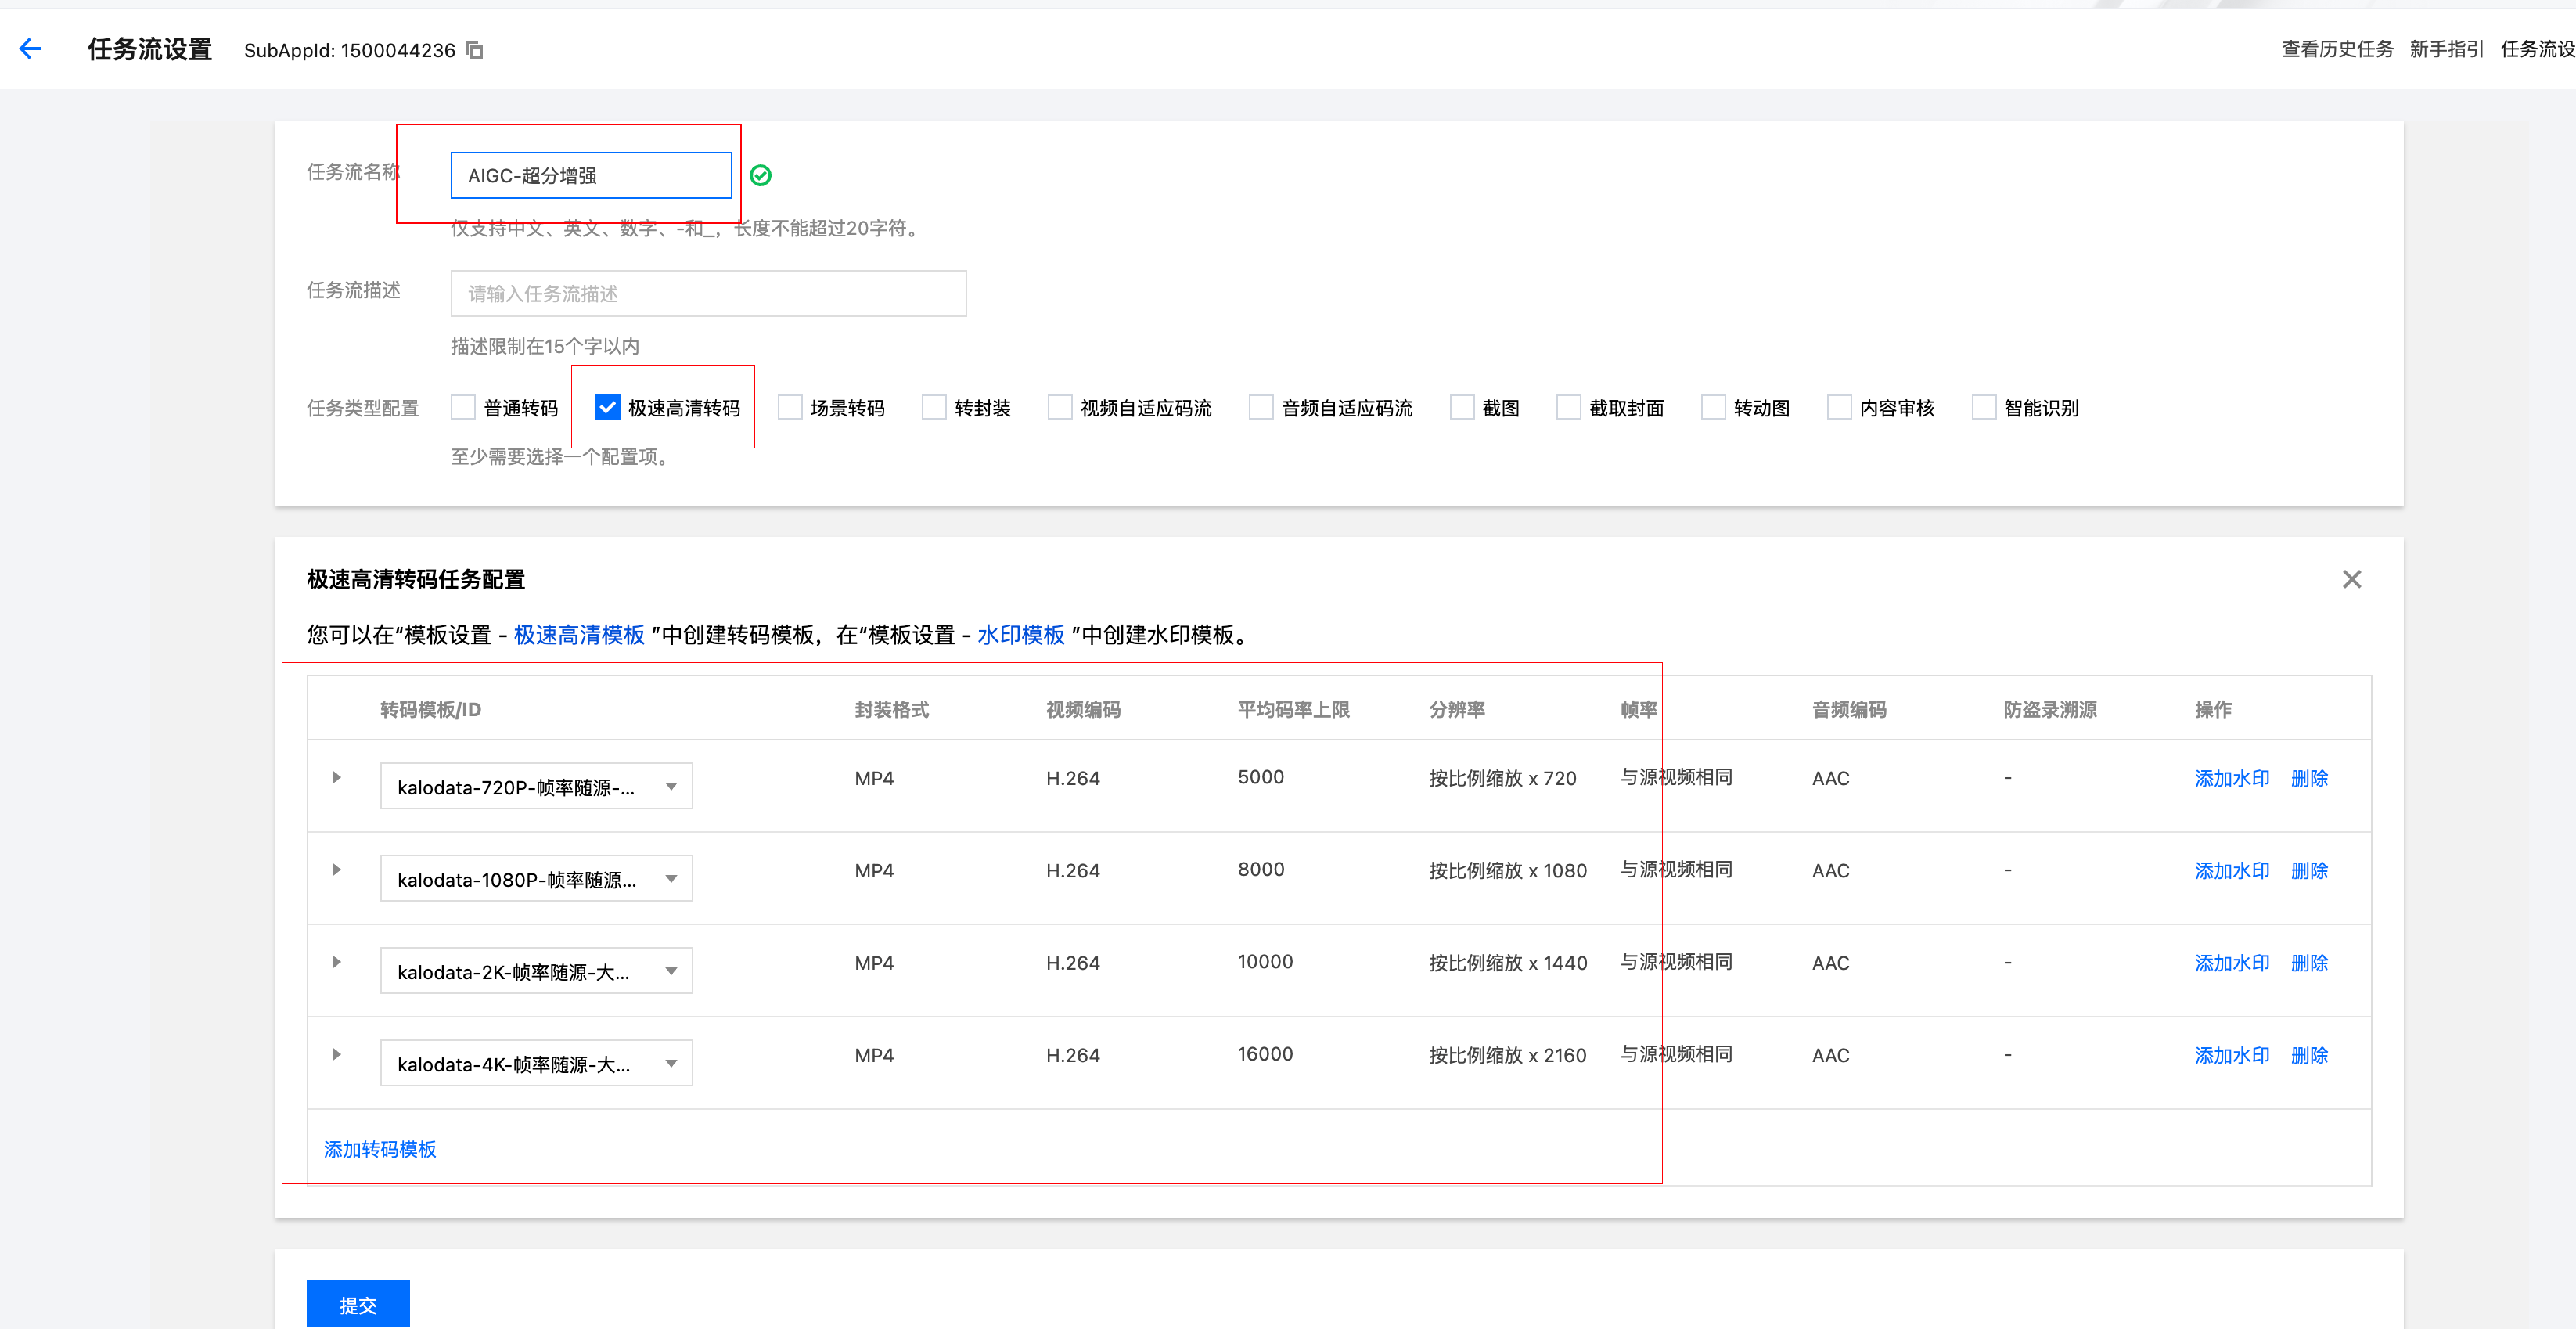 任务流设置 SubAppId: 1500044236 查看历史任务 新手指引 任务流设
任务流名称 AIGC-超分增强
仅支持中文、英文、数字、-和_，长度不能超过20字符。
任务流描述 请输入任务流描述
描述限制在15个字以内
任务类型配置 普通转码 极速高清转码 场景转码 转封装 视频自适应码流 音频自适应码流 截图 截取封面 转动图 内容审核 智能识别
至少需要选择一个配置项。
极速高清转码任务配置
您可以在“模板设置 - 极速高清模板 ”中创建转码模板，在“模板设置 - 水印模板 ”中创建水印模板。
转码模板/ID 封装格式 视频编码 平均码率上限 分辨率 帧率 音频编码 防盗录溯源 操作
kalodata-720P-帧率随源-... MP4 H.264 5000 按比例缩放 x 720 与源视频相同 AAC - 添加水印 删除
kalodata-1080P-帧率随源... MP4 H.264 8000 按比例缩放 x 1080 与源视频相同 AAC - 添加水印 删除
kalodata-2K-帧率随源-大... MP4 H.264 10000 按比例缩放 x 1440 与源视频相同 AAC - 添加水印 删除
kalodata-4K-帧率随源-大... MP4 H.264 16000 按比例缩放 x 2160 与源视频相同 AAC - 添加水印 删除
添加转码模板
提交